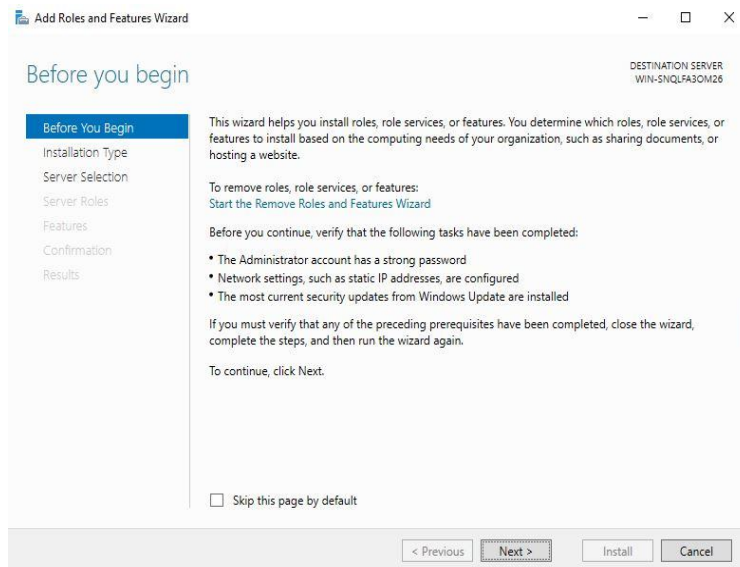 Add Roles and Features Wizard
Before you begin
DESTINATION SERVER
WIN-SNQLFA3OM26
Before You Begin
Installation Type
Server Selection
Server Roles
Features
Confirmation
Results
This wizard helps you install roles, role services, or features. You determine which roles, role services, or
features to install based on the computing needs of your organization, such as sharing documents, or
hosting a website.
To remove roles, role services, or features:
Start the Remove Roles and Features Wizard
Before you continue, verify that the following tasks have been completed:
• The Administrator account has a strong password
• Network settings, such as static IP addresses, are configured
• The most current security updates from Windows Update are installed
If you must verify that any of the preceding prerequisites have been completed, close the wizard,
complete the steps, and then run the wizard again.
To continue, click Next.
Skip this page by default
< Previous
Next >
Install
Cancel